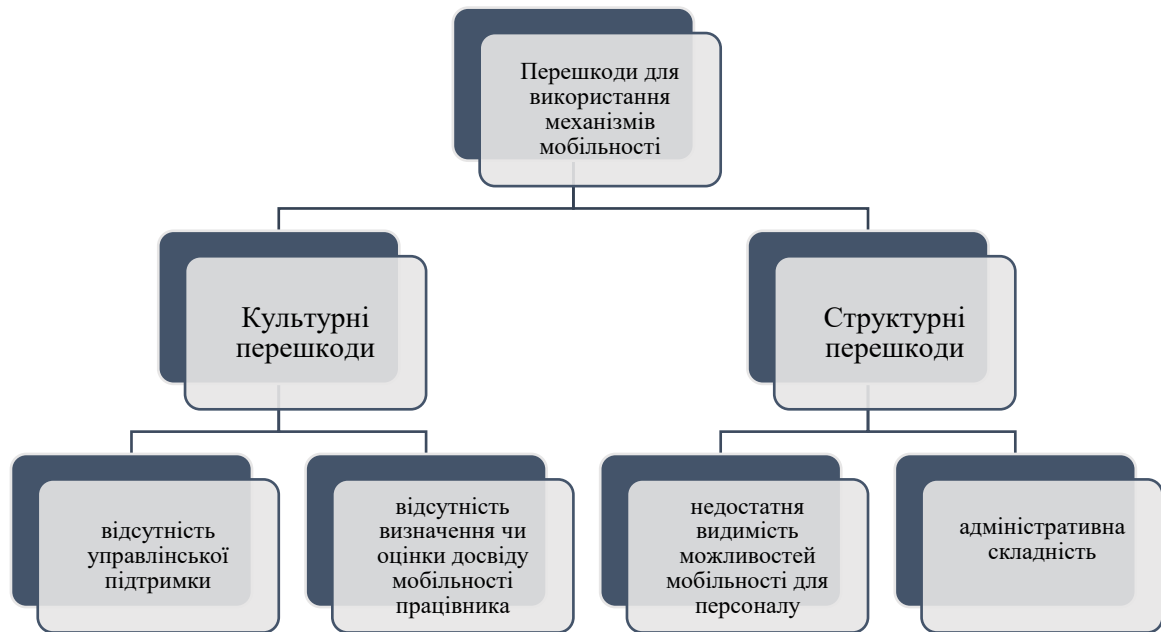 Перешкоди для
використання
механізмів
мобільності
Культурні
перешкоди
Структурні
перешкоди
відсутність
управлінської
підтримки
відсутність
визначення чи
оцінки досвіду
мобільності
працівника
недостатня
видимість
можливостей
мобільності для
персоналу
адміністративна
складність